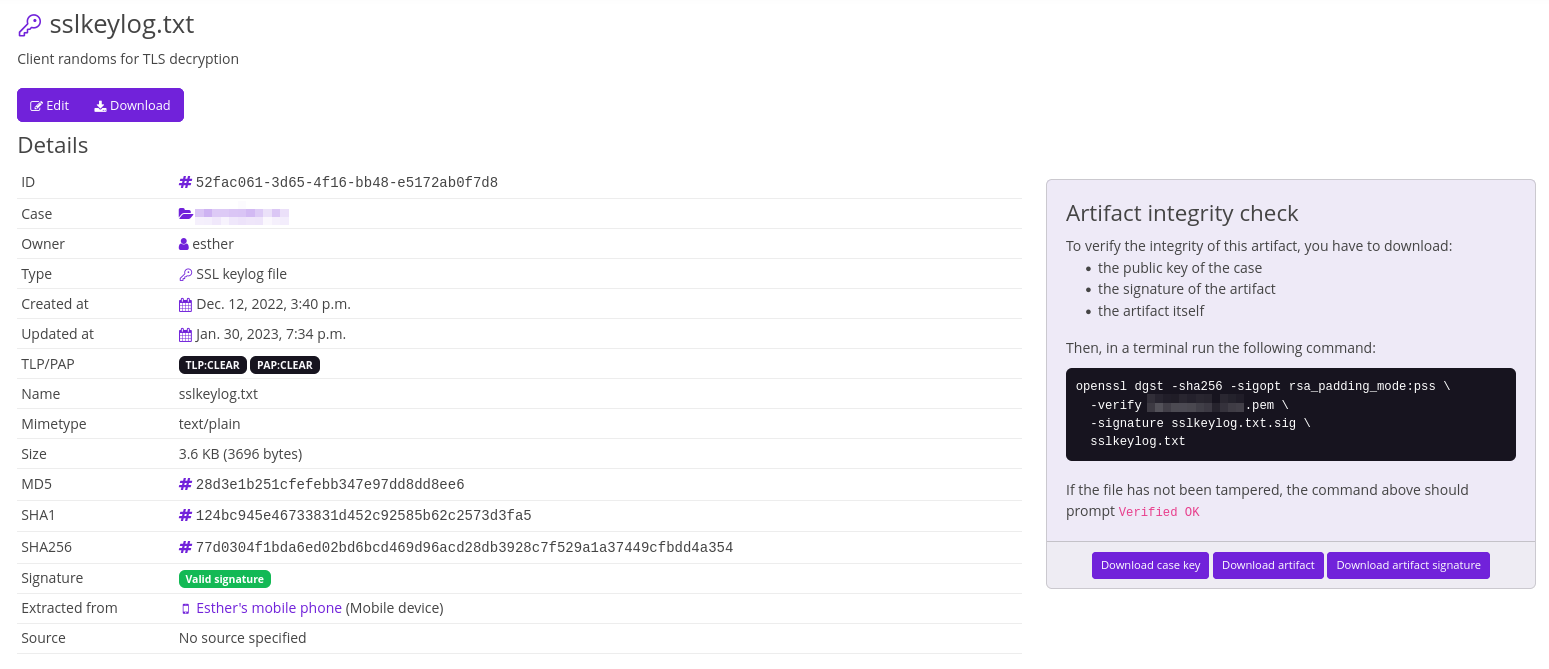 sslkeylog.txt
Client randoms for TLS decryption
Edit Download
Details
ID 52fac061-3d65-4f16-bb48-e5172ab0f7d8
Case
Owner esther
Type SSL keylog file
Created at Dec. 12, 2022, 3:40 p.m.
Updated at Jan. 30, 2023, 7:34 p.m.
TLP/PAP TLP:CLEAR PAP:CLEAR
Name sslkeylog.txt
Mimetype text/plain
Size 3.6 KB (3696 bytes)
MD5 28d3e1b251cfefebb347e97dd8dd8ee6
SHA1 124bc945e46733831d452c92585b62c2573d3fa5
SHA256 77d0304f1bda6ed02bd6bcd469d96acd28db3928c7f529a1a37449cfbdd4a354
Signature Valid signature
Extracted from Esther's mobile phone (Mobile device)
Source No source specified
Artifact integrity check
To verify the integrity of this artifact, you have to download:
• the public key of the case
• the signature of the artifact
• the artifact itself
Then, in a terminal run the following command:
openssl dgst -sha256 -sigopt rsa_padding_mode:pss \
-verify .pem \
-signature sslkeylog.txt.sig \
sslkeylog.txt
If the file has not been tampered, the command above should
prompt Verified OK
Download case key Download artifact Download artifact signature